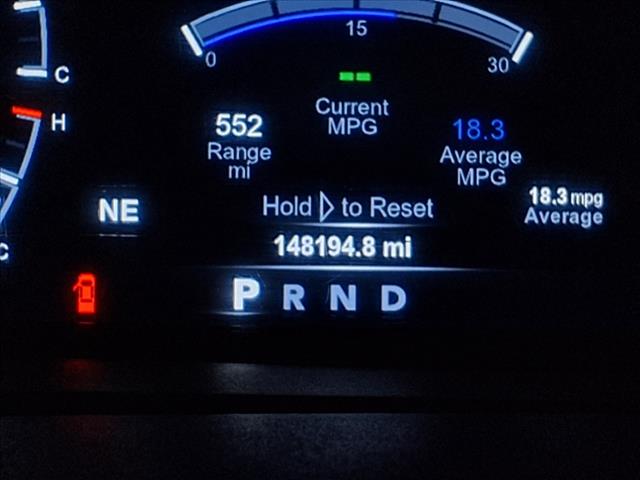 C
0 15 30
H
Current
MPG
552
Range
mi
18.3
Average
MPG
NE
Hold ▷ to Reset
18.3 mpg
Average
148194.8 mi
C
P R N D